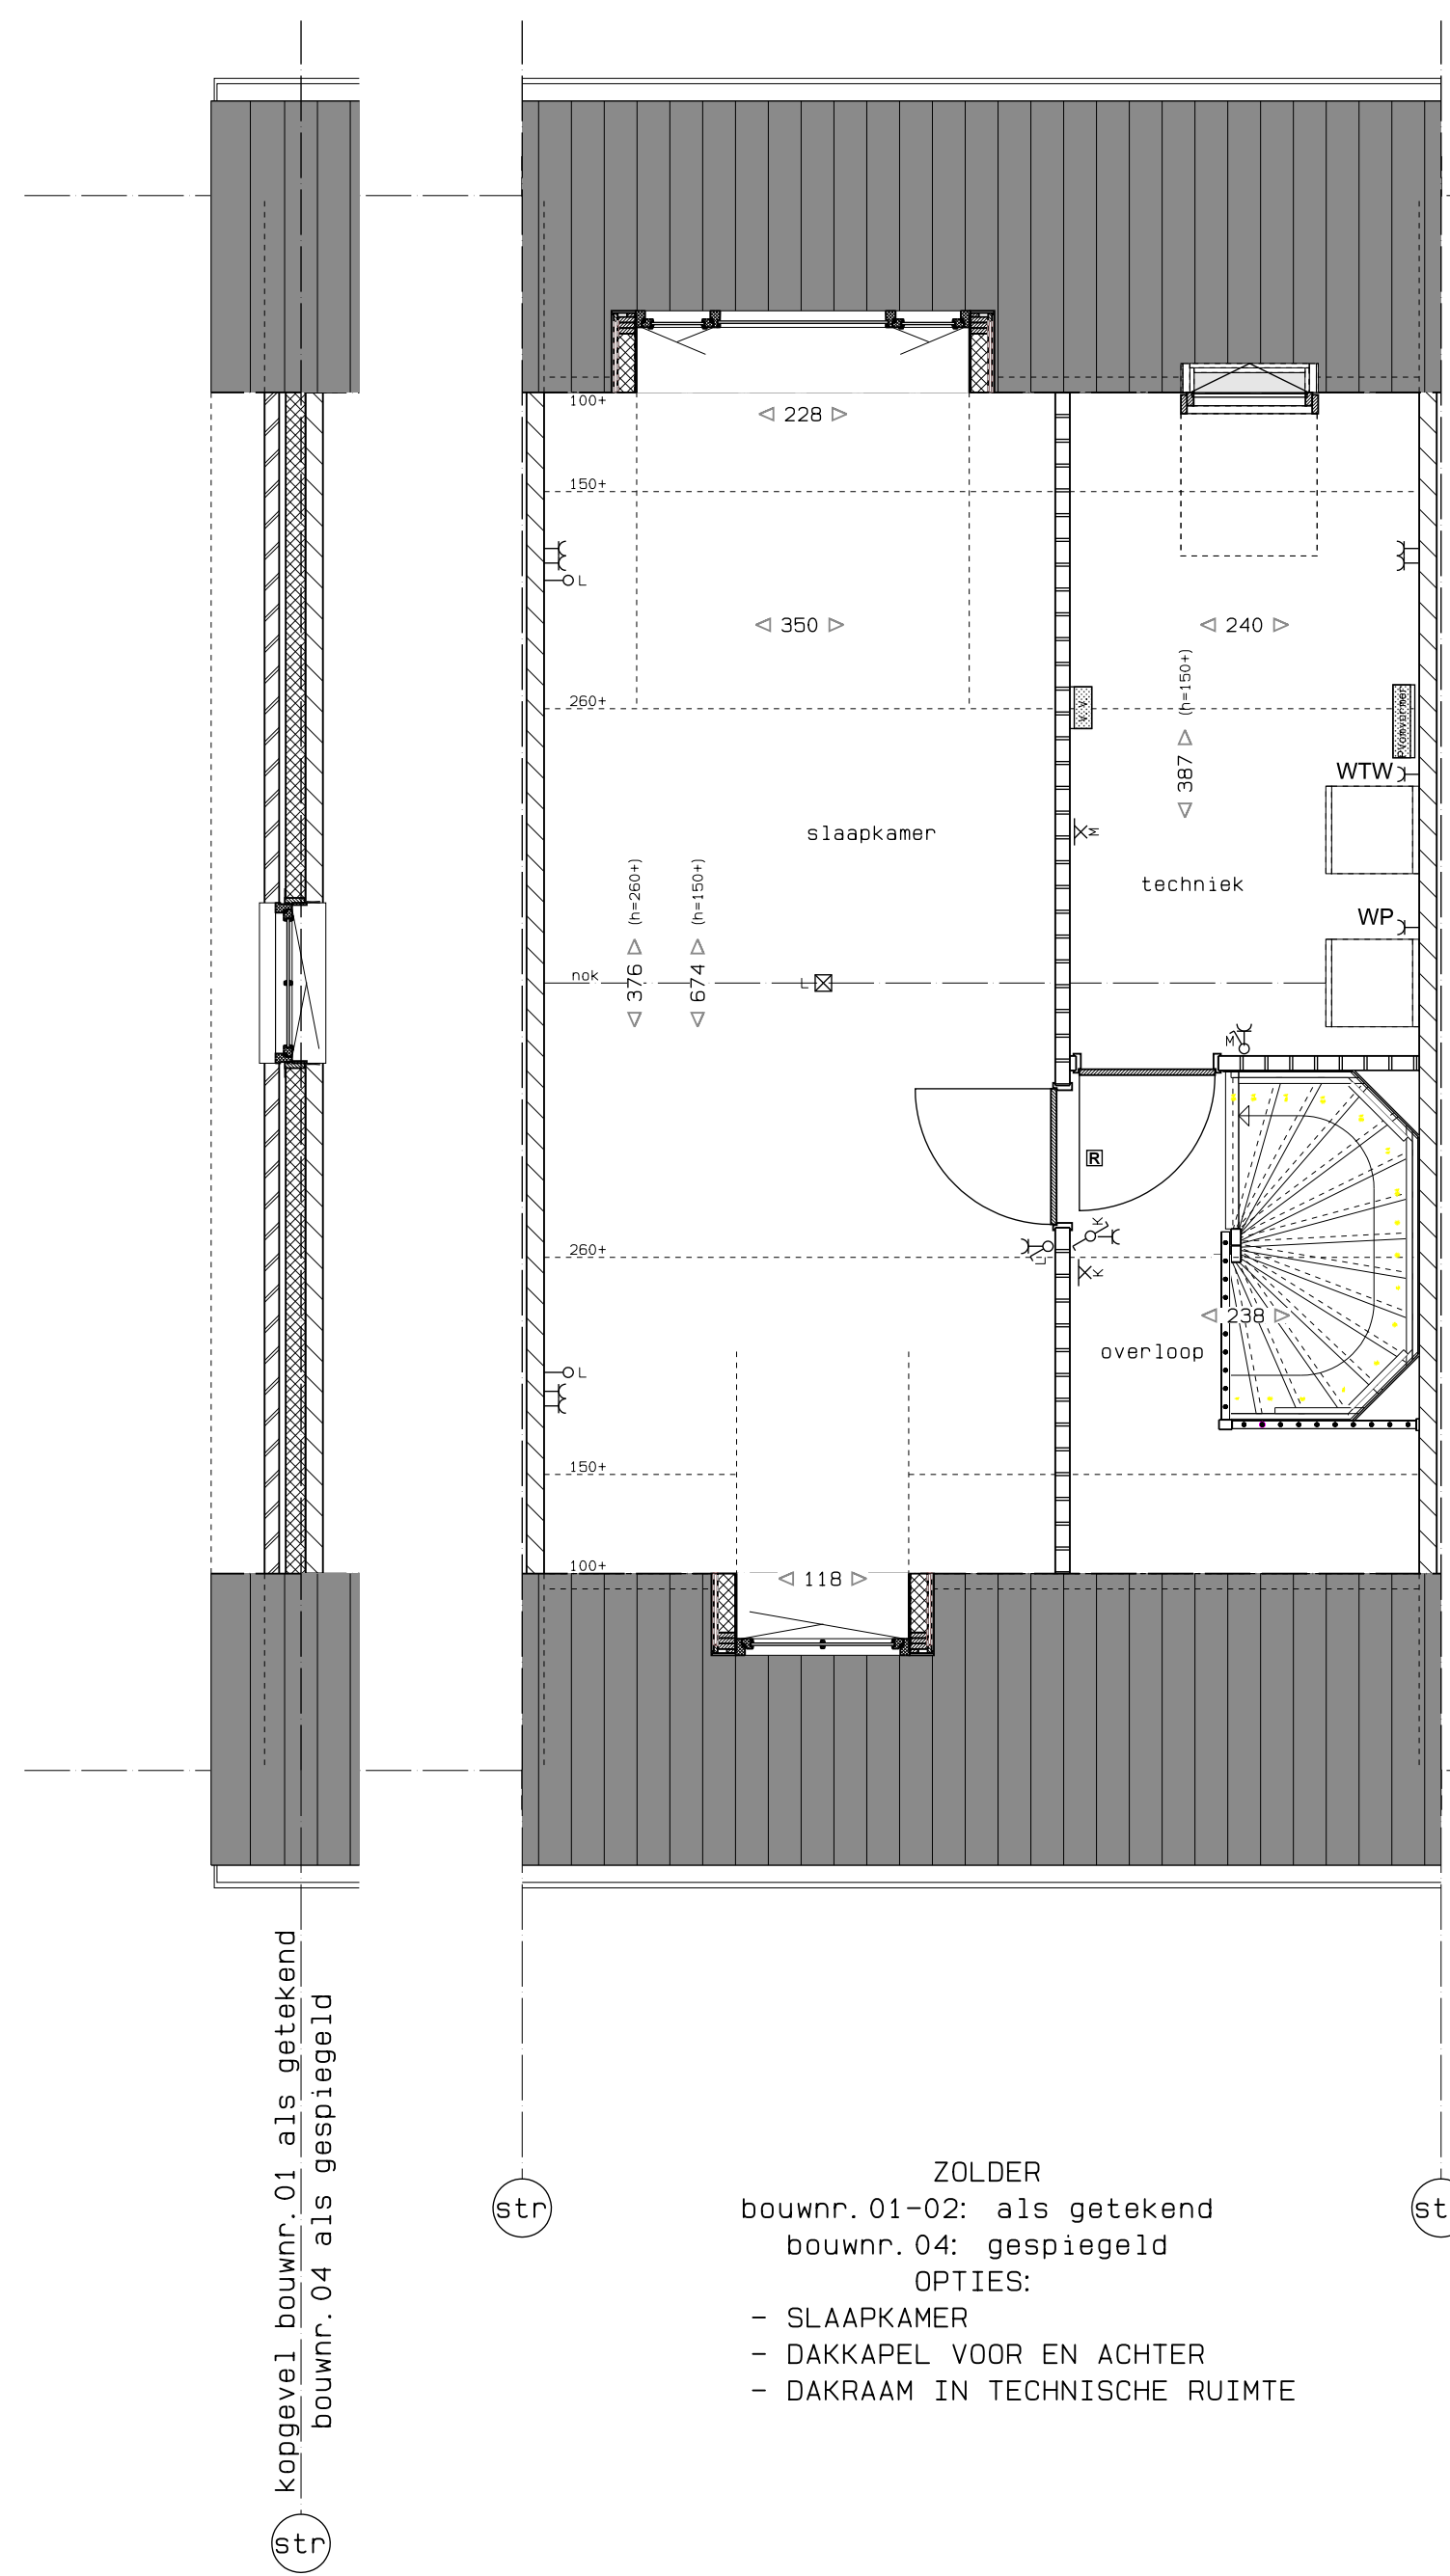 100+
◁ 228 ▷
150+
L
◁ 350 ▷
◁ 240 ▷
◁ 387 ▷ (h=150+)
260+
V V
PVomvormer
WTW
M
slaapkamer
techniek
◁ 376 ▷ (h=260+)
◁ 674 ▷ (h=150+)
WP
nok
L
M
R
K
L
K
260+
◁ 238 ▷
overloop
L
150+
100+
◁ 118 ▷
kopgevel bouwnr. 01 als getekend
bouwnr. 04 als gespiegeld
str
str
st
ZOLDER
bouwnr. 01-02: als getekend
bouwnr. 04: gespiegeld
OPTIES:
- SLAAPKAMER
- DAKKAPEL VOOR EN ACHTER
- DAKRAAM IN TECHNISCHE RUIMTE